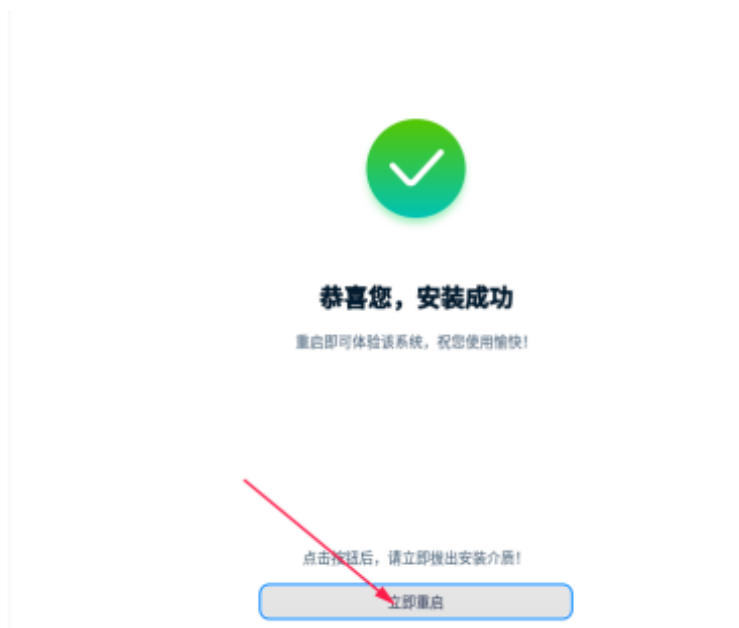 恭喜您，安装成功
重启即可体验该系统，祝您使用愉快！
点击按钮后，请立即拔出安装介质！
立即重启